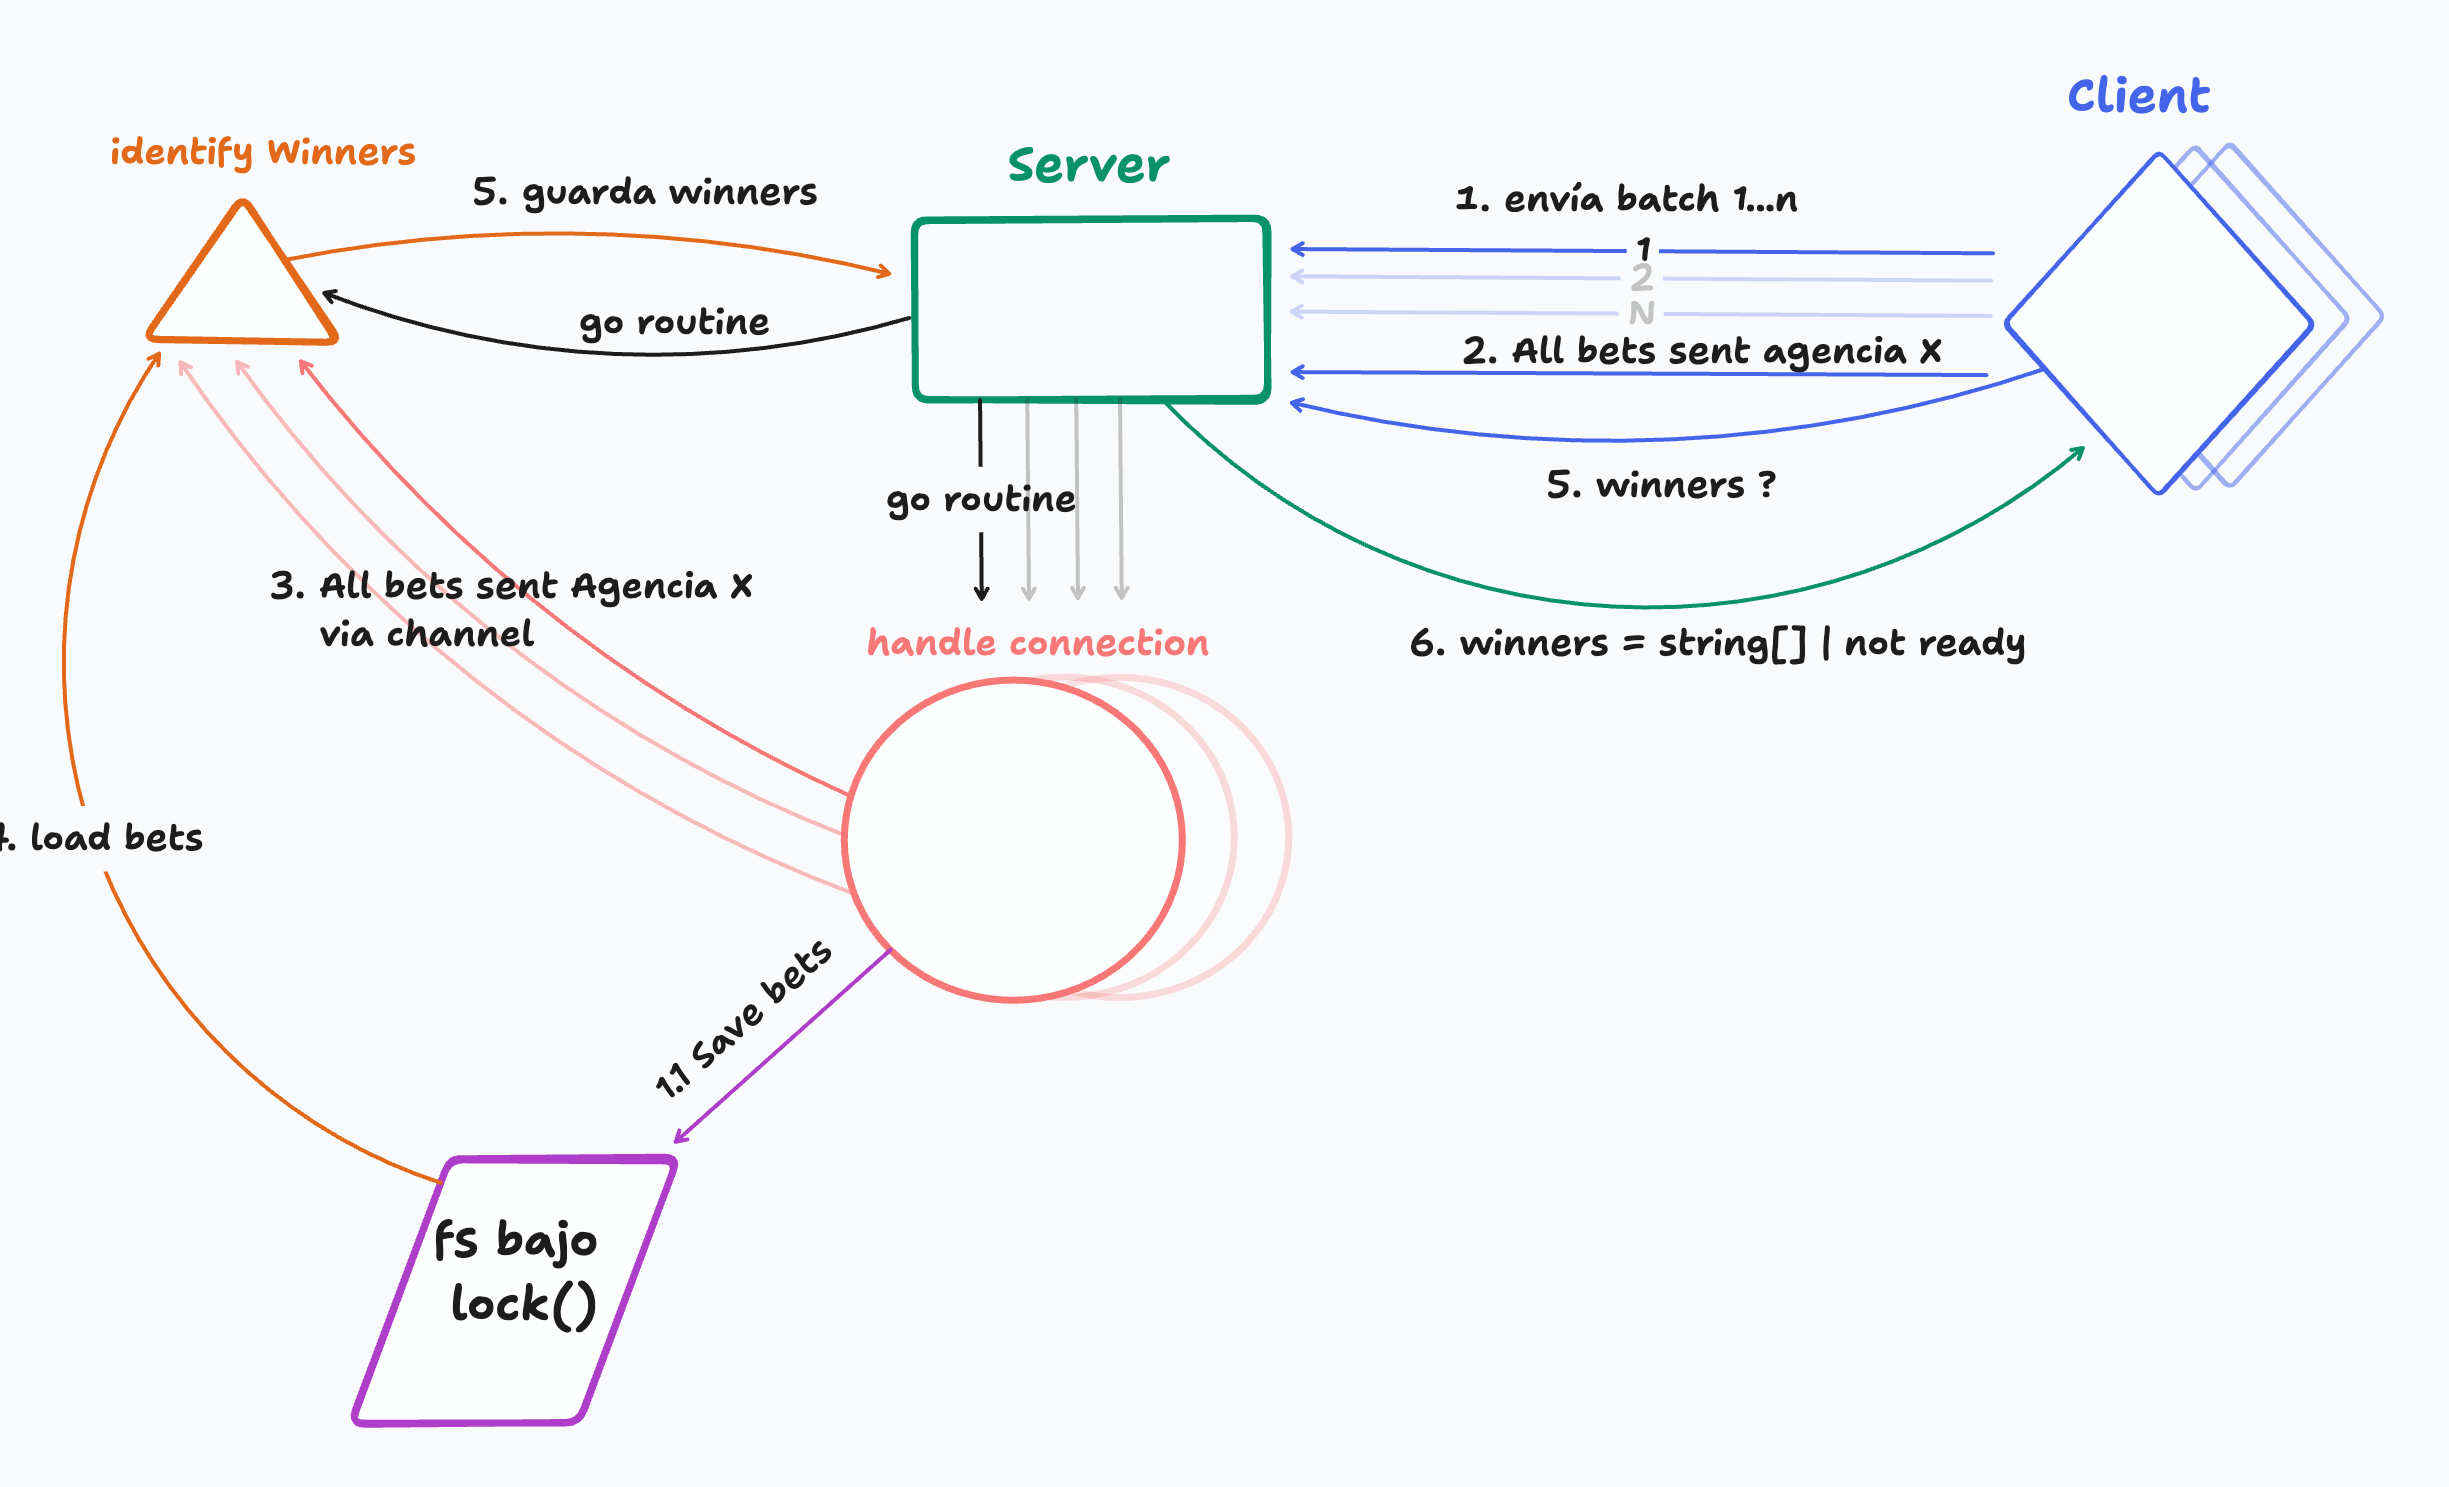 Client
identify Winners
Server
5. guarda winners
1. envía batch 1...n
1
2
N
go routine
2. All bets sent agencia X
5. winners ?
go routine
3. All bets sent Agencia X
via channel
handle connection
6. winners = string[] | not ready
. load bets
1.1 Save bets
fs bajo
lock()